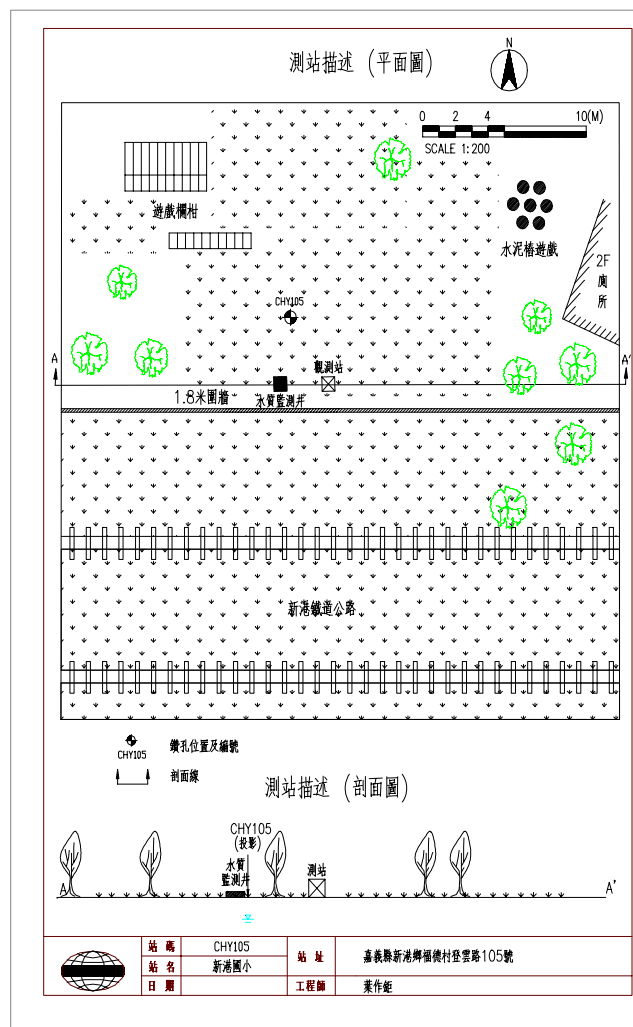 測站描述 (平面圖)
N
0 2 4 10(M)
SCALE 1:200
遊戲欄柑
水泥樁遊戲
2F廁所
CHY105
觀測站
A A'
1.8米圍牆
水質監測井
新港鐵道公路
CHY105 鑽孔位置及編號
剖面線
測站描述 (剖面圖)
CHY105
(投影)
水質
監測井
測站
A A'
站碼 CHY105
站址 嘉義縣新港鄉福德村登雲路105號
站名 新港國小
日期
工程師 葉作鉅